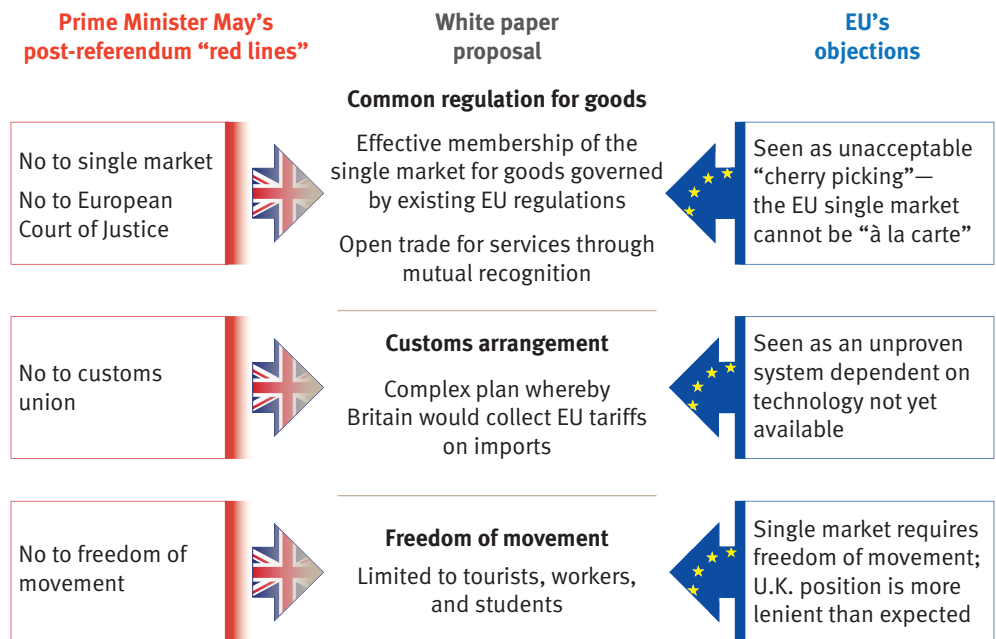 Prime Minister May's
post-referendum “red lines”
White paper
proposal
EU's
objections
Common regulation for goods
No to single market
No to European
Court of Justice
Effective membership of the
single market for goods governed
by existing EU regulations
Open trade for services through
mutual recognition
Seen as unacceptable
“cherry picking”—
the EU single market
cannot be “à la carte”
Customs arrangement
No to customs
union
Complex plan whereby
Britain would collect EU tariffs
on imports
Seen as an unproven
system dependent on
technology not yet
available
Freedom of movement
No to freedom of
movement
Limited to tourists, workers,
and students
Single market requires
freedom of movement;
U.K. position is more
lenient than expected